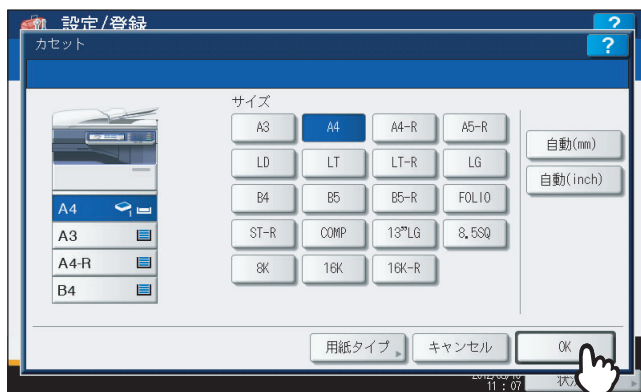 設定/登録
?
カセット
?
サイズ
A3 A4 A4-R A5-R
LD LT LT-R LG
B4 B5 B5-R FOLIO
ST-R COMP 13"LG 8.5SQ
8K 16K 16K-R
自動(mm)
自動(inch)
A4 1
A3
A4-R
B4
用紙タイプ キャンセル OK
11:07